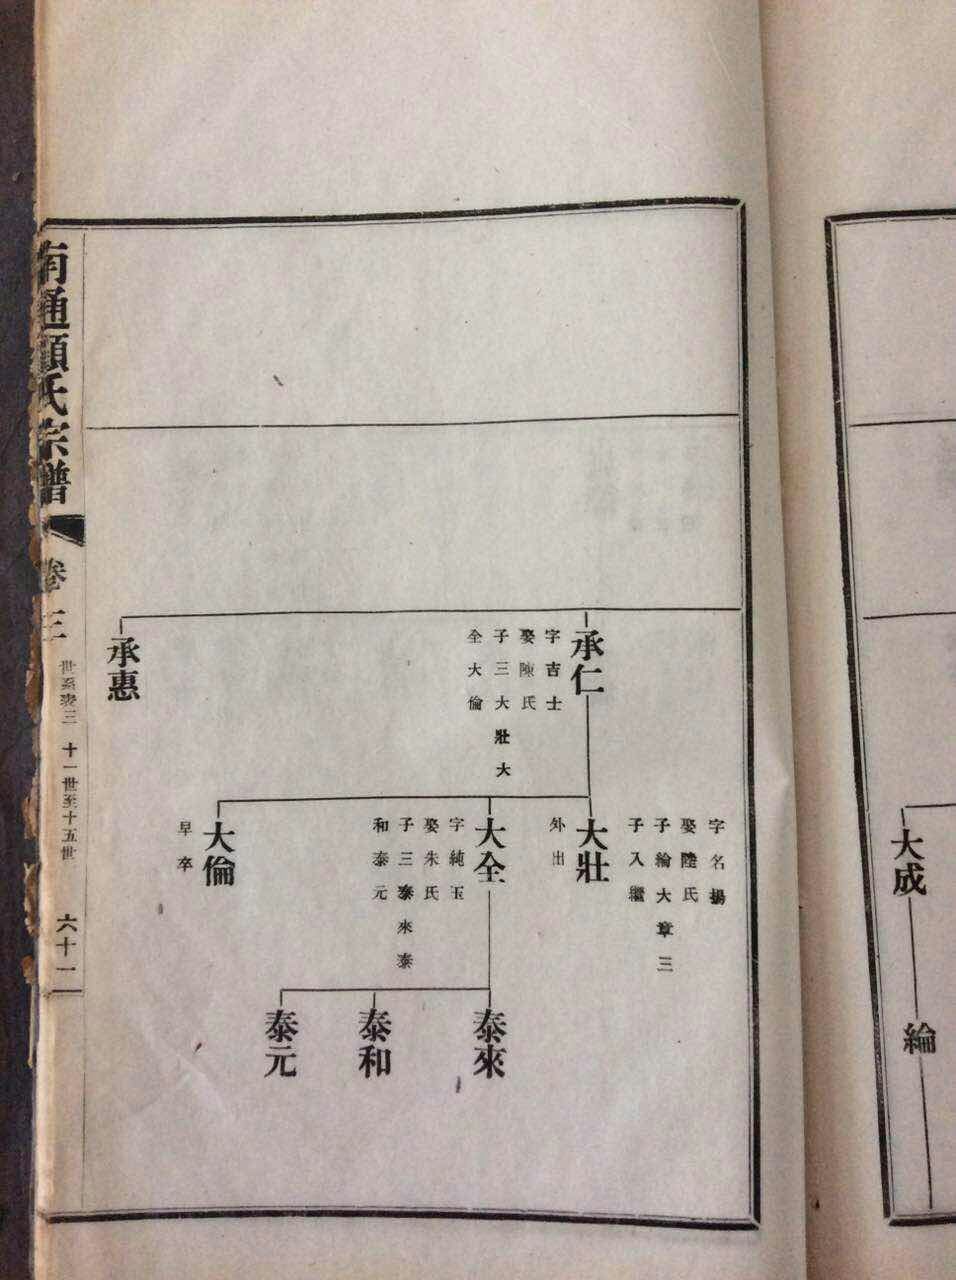 大成
綸
字名揚
娶陸氏
子綸大章三
子入繼
承仁
字吉士
娶陳氏
子三大壯大
全大倫
大壯
外出
大全
字純玉
娶朱氏
子三泰來泰
和泰元
泰來
泰和
大倫
早卒
泰元
承惠
南通顧氏宗譜
卷三
世系表三
十一世至十五世
六十一